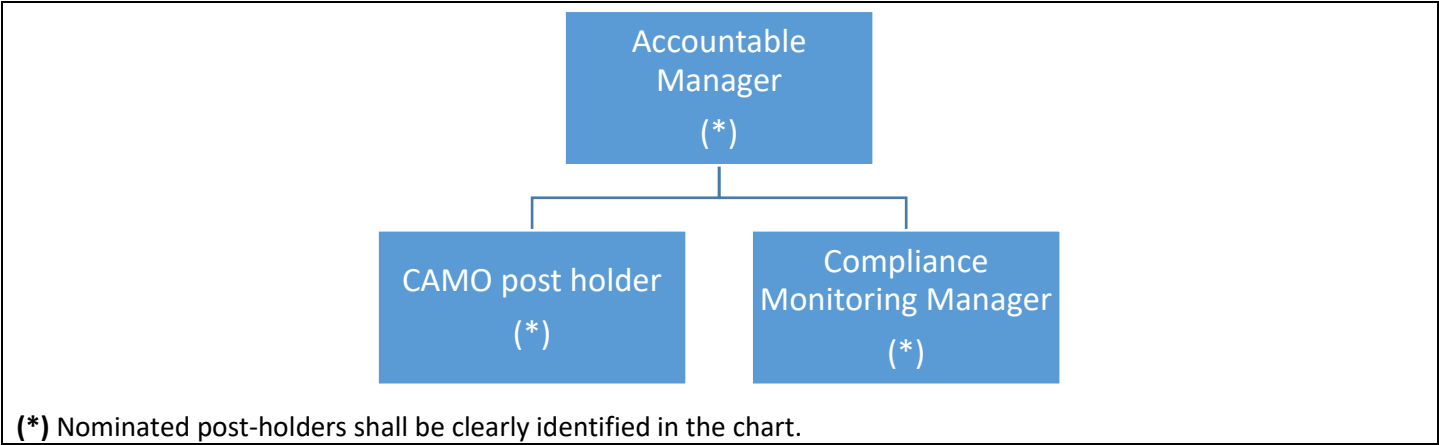 Accountable
Manager
(*)
CAMO post holder
(*)
Compliance
Monitoring Manager
(*)
(*) Nominated post-holders shall be clearly identified in the chart.